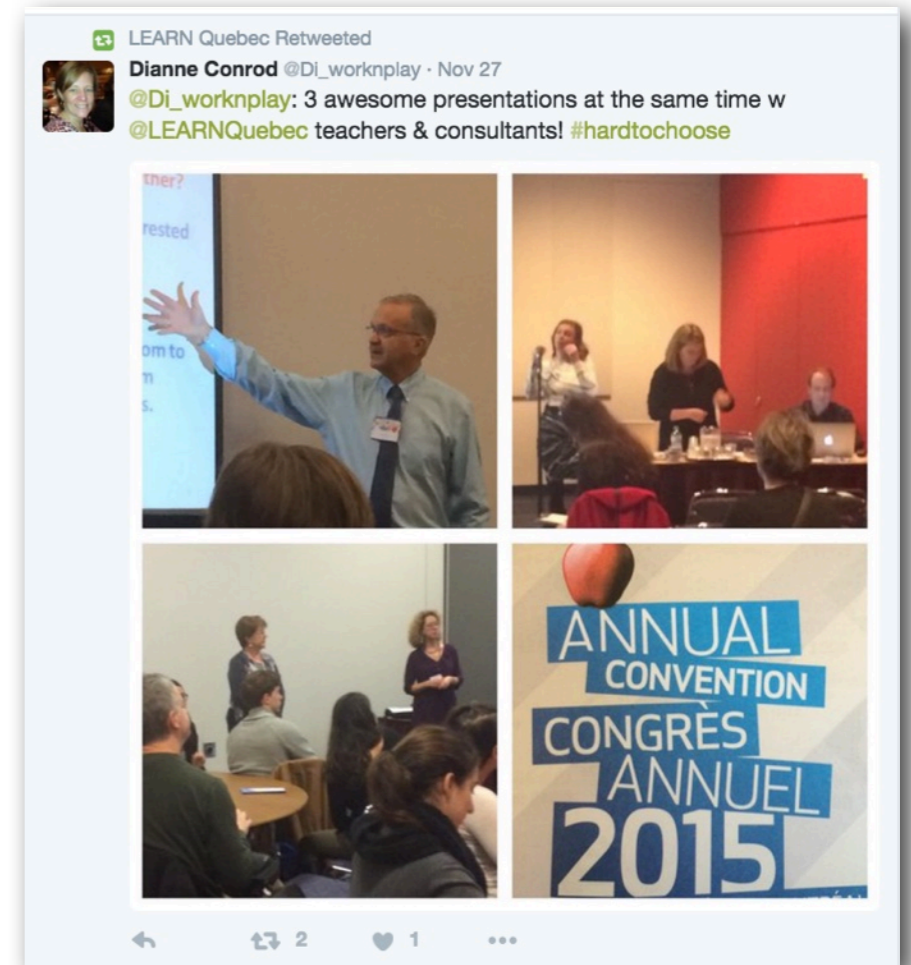 LEARN Quebec Retweeted
Dianne Conrod @Di_worknplay · Nov 27
@Di_worknplay: 3 awesome presentations at the same time w
@LEARNQuebec teachers & consultants! #hardtochoose
ther?
rested
om to
m
s.
ANNUAL
CONVENTION
CONGRÈS
ANNUEL
2015
2 1